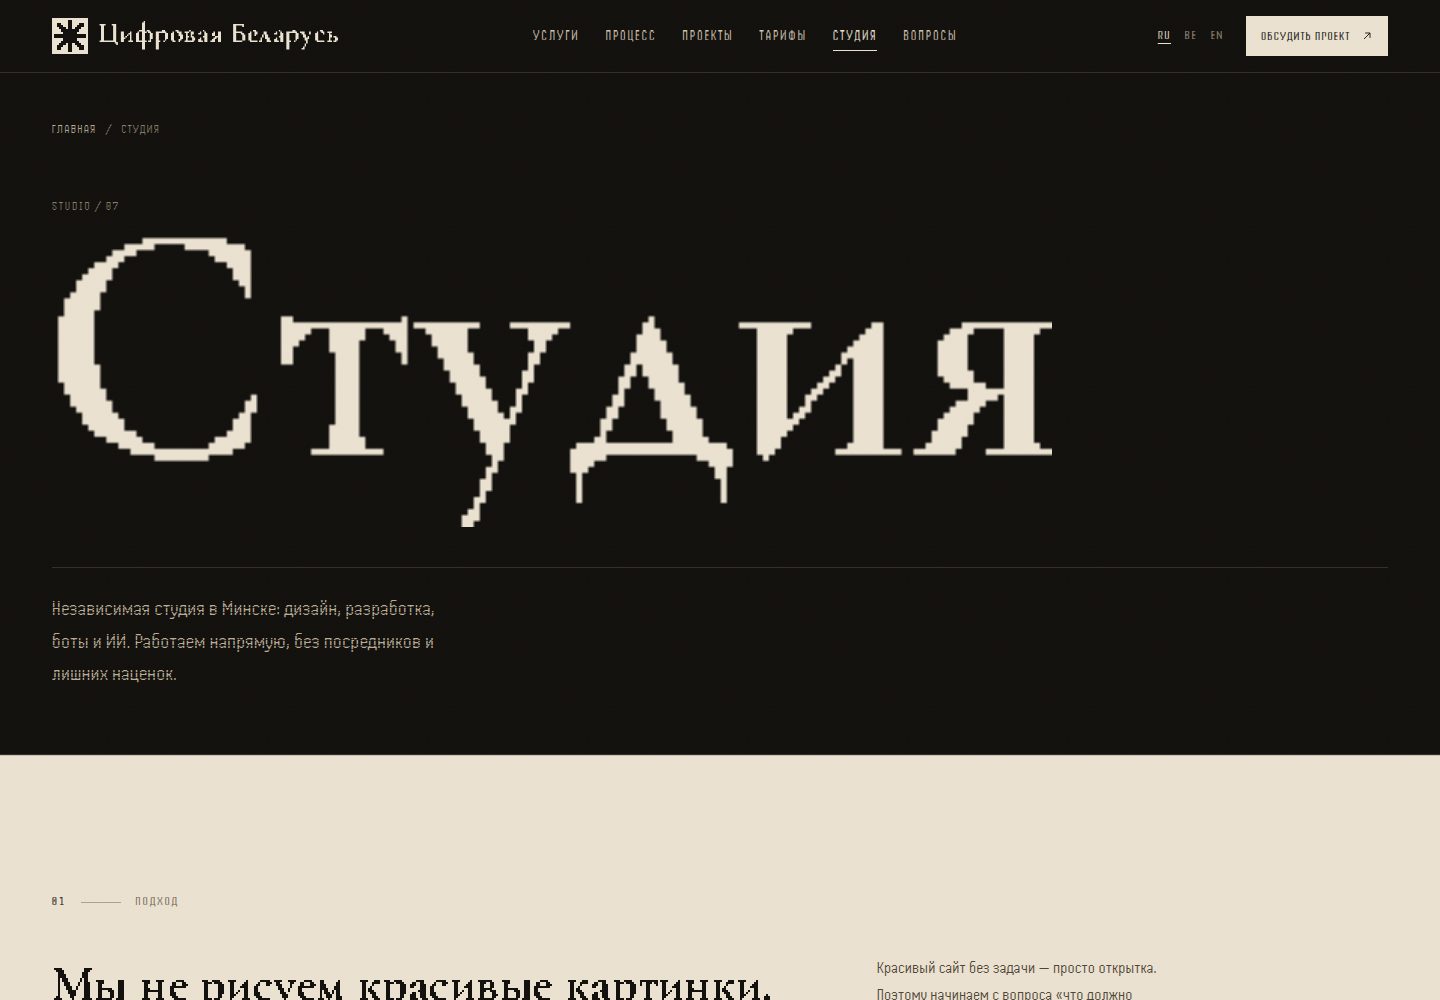 Цифровая Беларусь
УСЛУГИ ПРОЦЕСС ПРОЕКТЫ ТАРИФЫ СТУДИЯ ВОПРОСЫ
RU BE EN
ОБСУДИТЬ ПРОЕКТ
ГЛАВНАЯ / СТУДИЯ
STUDIO / 07
Студия
Независимая студия в Минске: дизайн, разработка,
боты и ИИ. Работаем напрямую, без посредников и
лишних наценок.
01 ПОДХОД
Мы не рисуем красивые картинки.
Красивый сайт без задачи — просто открытка.
Поэтому начинаем с вопроса «что должно